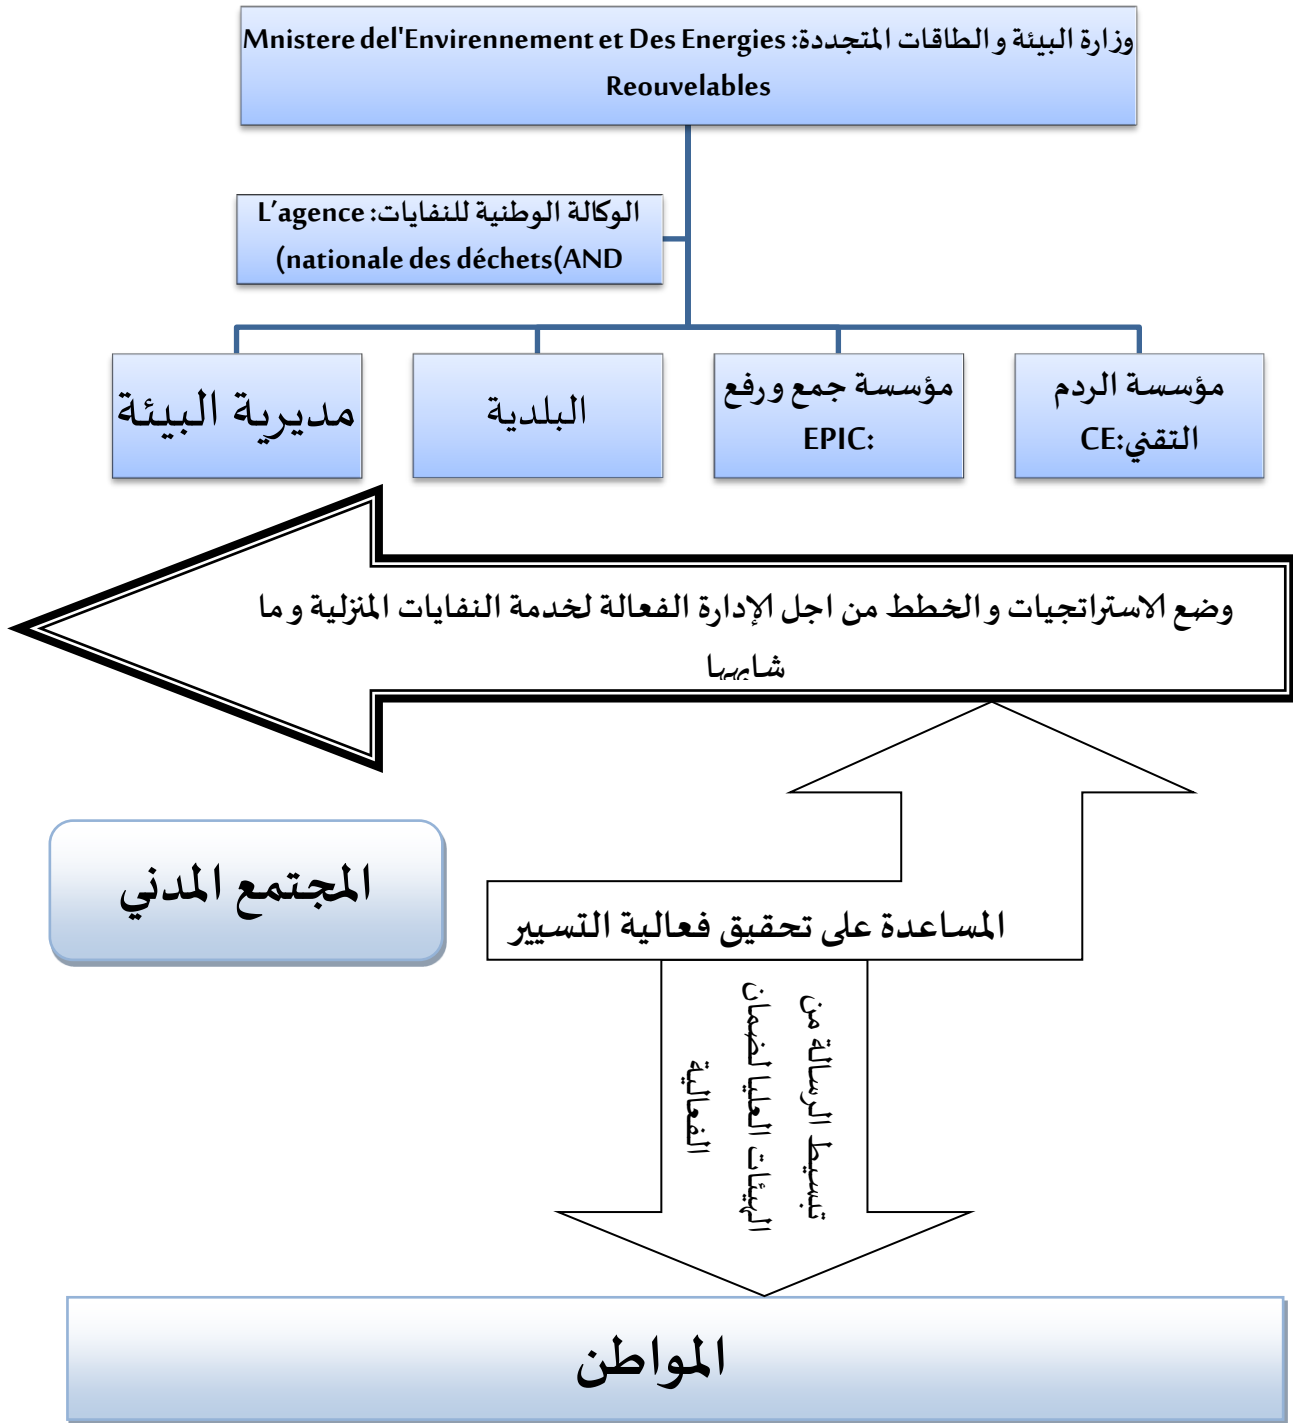 وزارة البيئة و الطاقات المتجددة: Mnistere del'Envirennement et Des Energies
Reouvelables
الوكالة الوطنية للنفايات: L'agence
nationale des déchets(AND)
مؤسسة الردم
التقني:CE
مؤسسة جمع ورفع
EPIC:
البلدية
مديرية البيئة
وضع الاستراتجيات و الخطط من اجل الإدارة الفعالة لخدمة النفايات المنزلية و ما
شابهها
المجتمع المدني
المساعدة على تحقيق فعالية التسيير
تبسيط الرسالة من
الهيئات العليا لضمان
الفعالية
المواطن